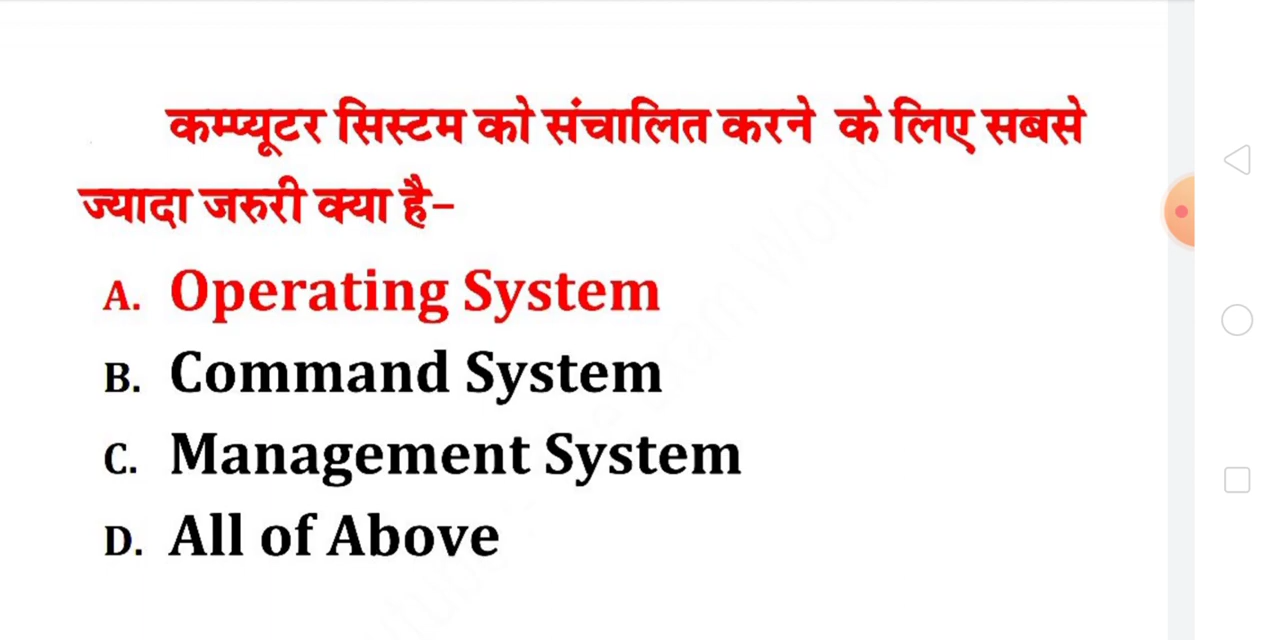 कम्प्यूटर सिस्टम को संचालित करने के लिए सबसे
ज्यादा जरुरी क्या है-
A. Operating System
B. Command System
C. Management System
D. All of Above